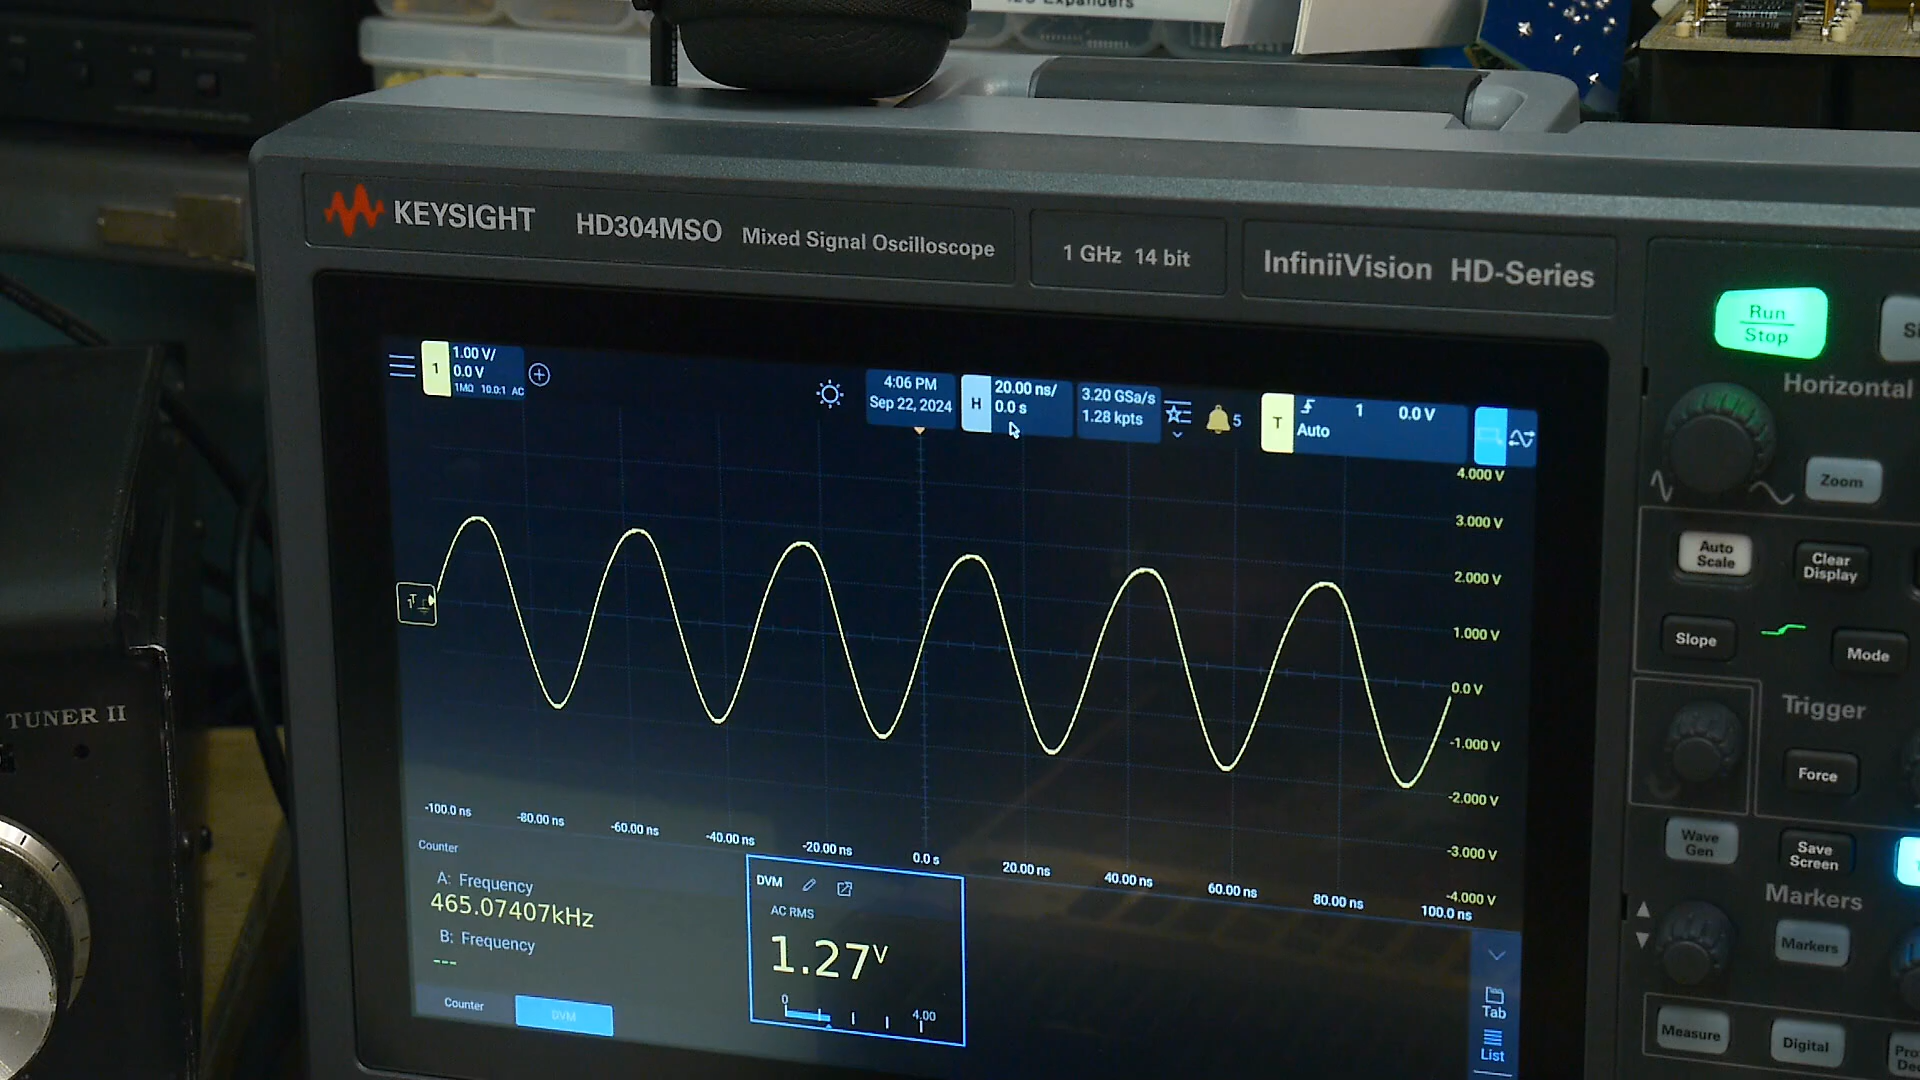 I2C Expanders
KEYSIGHT HD304MSO Mixed Signal Oscilloscope
1 GHz 14 bit
InfiniiVision HD-Series
Run
Stop
Horizontal
1
1.00 V/
0.0 V
1MΩ 10.0:1 AC
4:06 PM
Sep 22, 2024
H
20.00 ns/
0.0 s
3.20 GSa/s
1.28 kpts
5
T
1
0.0 V
Auto
Zoom
Auto
Scale
Clear
Display
Slope
Mode
Trigger
Force
Wave
Gen
Save
Screen
Markers
Markers
Measure
Digital
4.000 V
3.000 V
2.000 V
1.000 V
0.0 V
-1.000 V
-2.000 V
-3.000 V
-4.000 V
-100.0 ns
-80.00 ns
-60.00 ns
-40.00 ns
-20.00 ns
0.0 s
20.00 ns
40.00 ns
60.00 ns
80.00 ns
100.0 ns
Counter
A: Frequency
465.07407kHz
B: Frequency
---
Counter
DVM
DVM
AC RMS
1.27 V
0
4.00
Tab
List
TUNER II